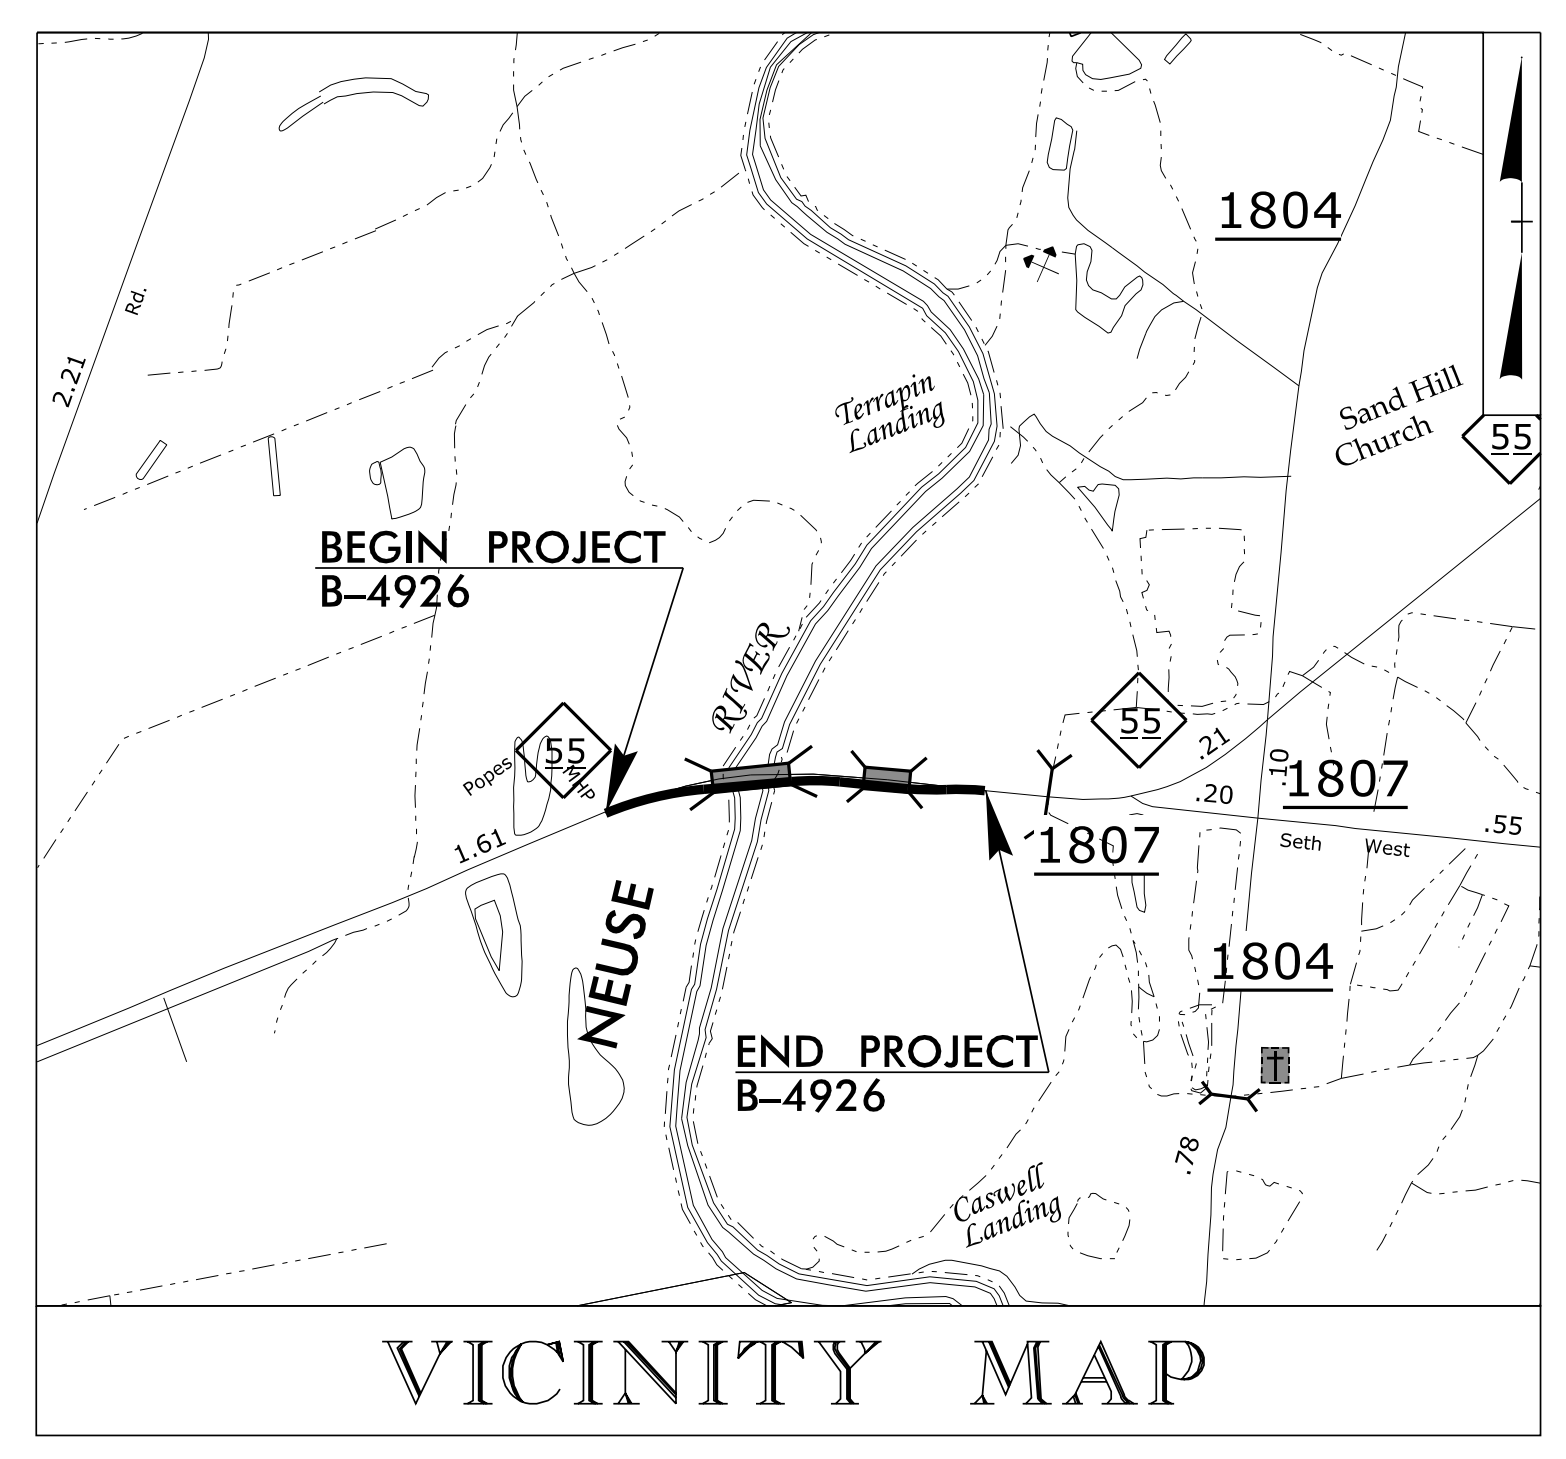 1804
Rd.
2.21
Terrapin
Landing
Sand Hill
Church
55
BEGIN PROJECT
B–4926
RIVER
55
55
Popes
MHP
.21
.10
1807
.20
.55
1.61
1807
Seth West
NEUSE
1804
END PROJECT
B–4926
.78
Caswell
Landing
VICINITY MAP